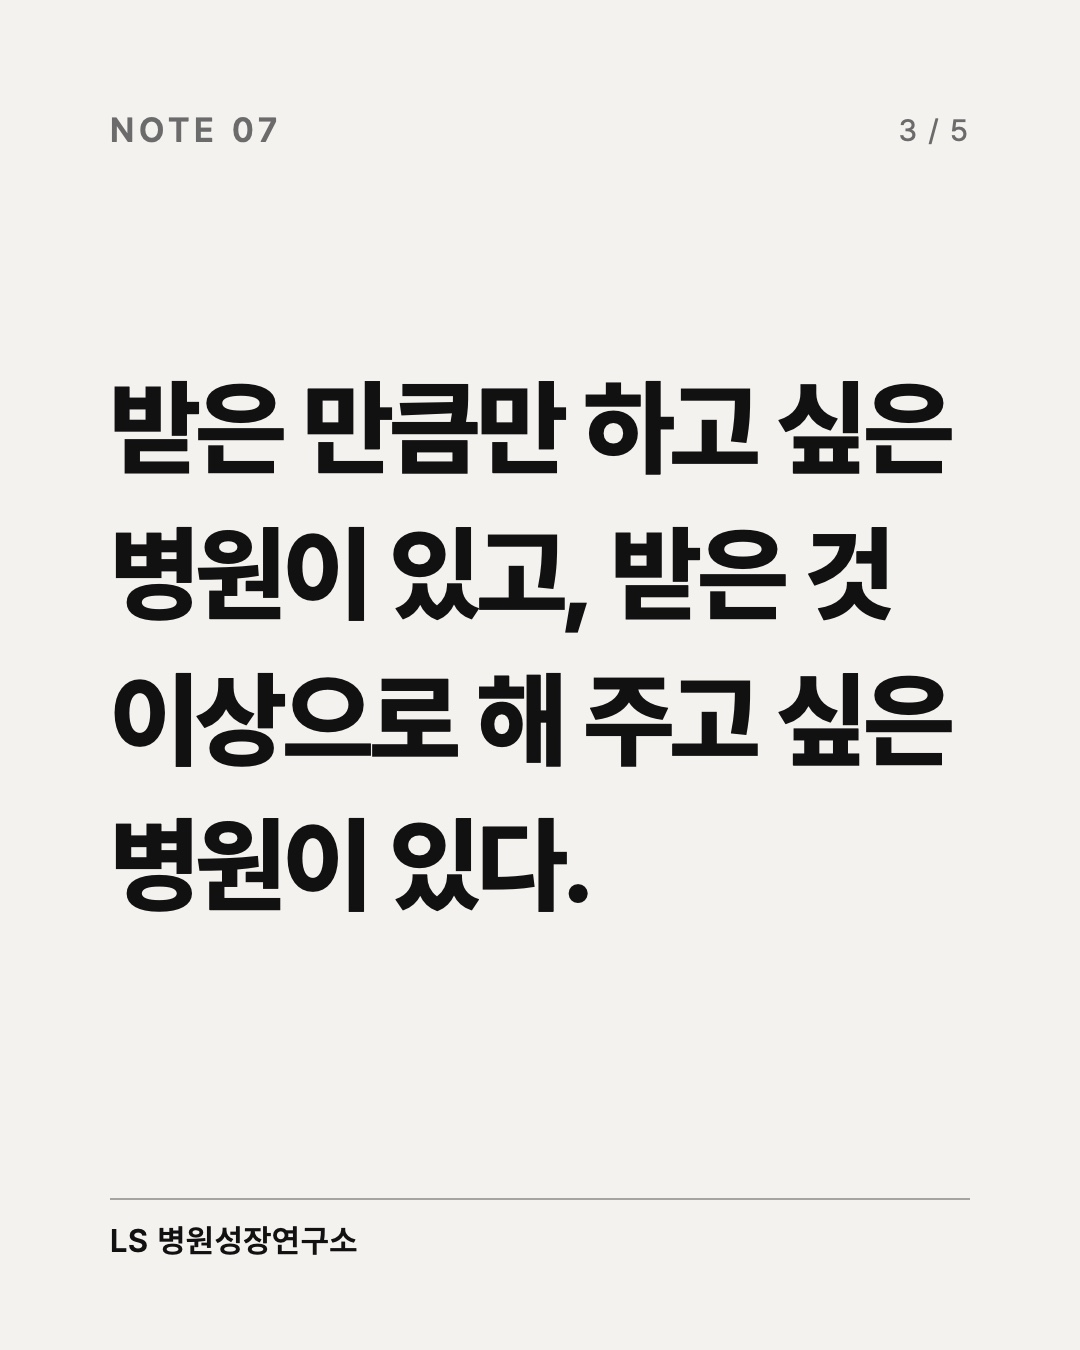 NOTE 07
3 / 5
받은 만큼만 하고 싶은
병원이 있고, 받은 것
이상으로 해 주고 싶은
병원이 있다.
LS 병원성장연구소